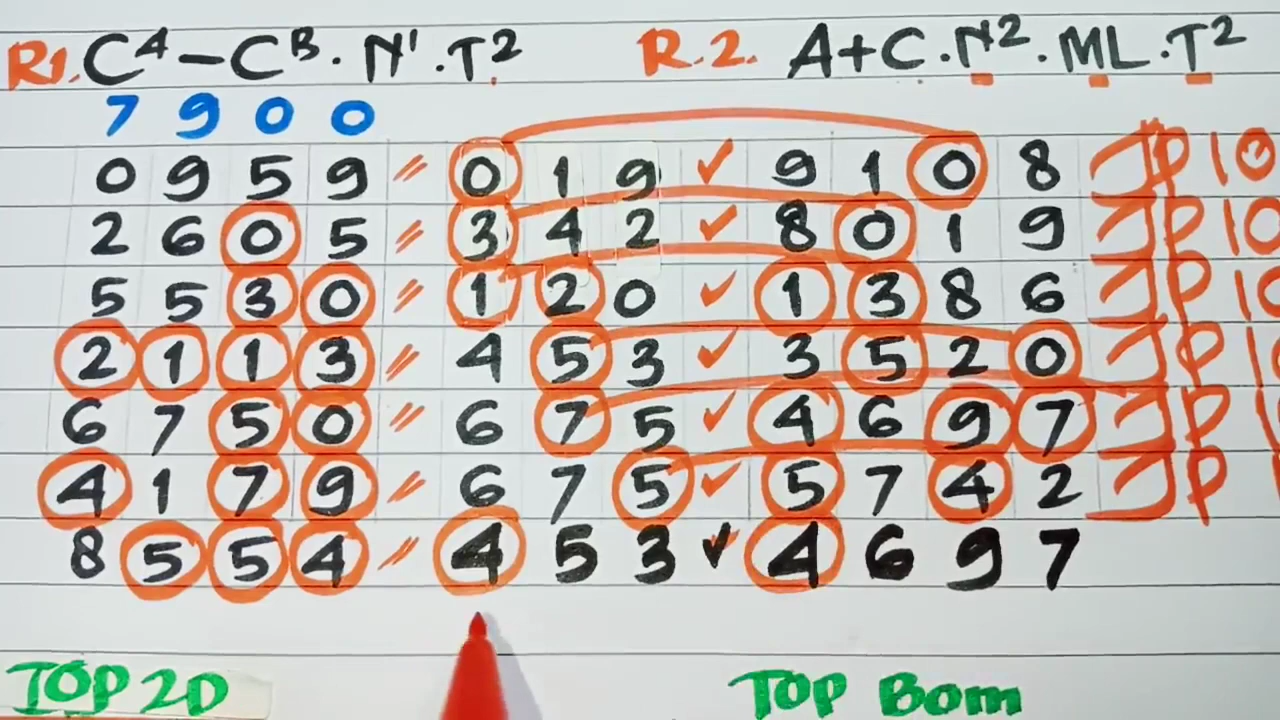 R1. C⁴ – Cᴮ · N¹ · T² R.2. A+C · N² · ML · T²
7 9 0 0
0 9 5 9 〃 0 1 9 ✓ 9 1 0 8 P 10
2 6 0 5 〃 3 4 2 ✓ 8 0 1 9 P 10
5 5 3 0 〃 1 2 0 ✓ 1 3 8 6 P 10
2 1 1 3 〃 4 5 3 ✓ 3 5 2 0 P
6 7 5 0 〃 6 7 5 ✓ 4 6 9 7 P
4 1 7 9 〃 6 7 5 ✓ 5 7 4 2 P
8 5 5 4 〃 4 5 3 ✓ 4 6 9 7
TOP 2D TOP Bom